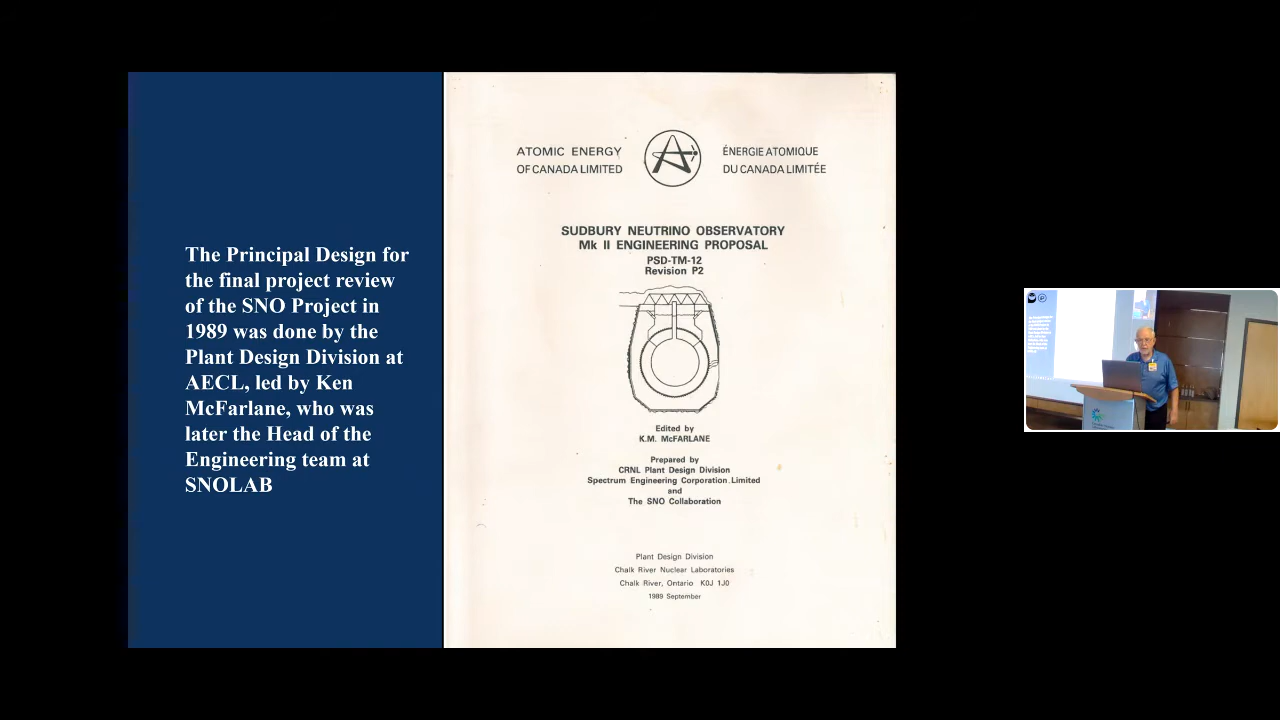 The Principal Design for
the final project review
of the SNO Project in
1989 was done by the
Plant Design Division at
AECL, led by Ken
McFarlane, who was
later the Head of the
Engineering team at
SNOLAB
ATOMIC ENERGY
OF CANADA LIMITED
ÉNERGIE ATOMIQUE
DU CANADA LIMITÉE
SUDBURY NEUTRINO OBSERVATORY
Mk II ENGINEERING PROPOSAL
PSD-TM-12
Revision P2
Edited by
K.M. McFARLANE
Prepared by
CRNL Plant Design Division
Spectrum Engineering Corporation Limited
and
The SNO Collaboration
Plant Design Division
Chalk River Nuclear Laboratories
Chalk River, Ontario K0J 1J0
1989 September